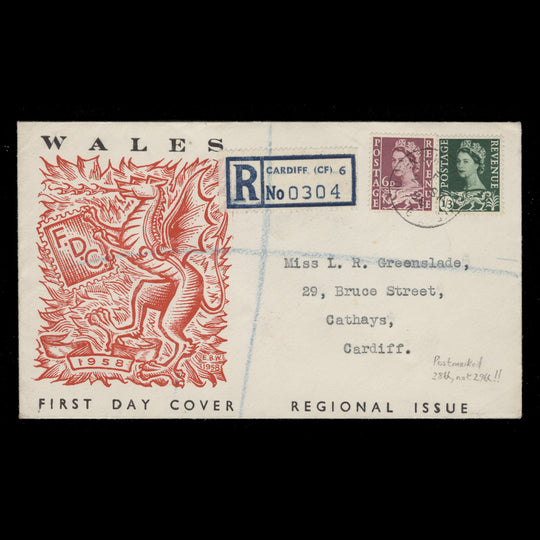 WALES
F.D.C.
1958
E.B.W.
1958
R
CARDIFF. (CF) 6
No 0304
POSTAGE
6D
REVENUE
POSTAGE
1/3
REVENUE
Miss L. R. Greenslade,
29, Bruce Street,
Cathays,
Cardiff.
Postmarked
28th, not 29th!!
FIRST DAY COVER REGIONAL ISSUE